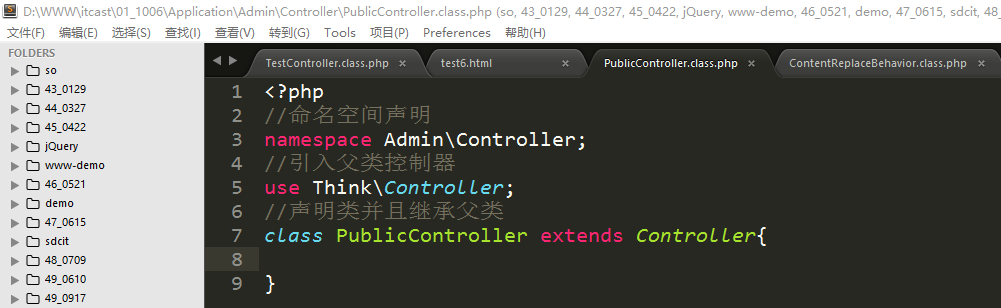 D:\WWW\itcast\01_1006\Application\Admin\Controller\PublicController.class.php (so, 43_0129, 44_0327, 45_0422, jQuery, www-demo, 46_0521, demo, 47_0615, sdcit, 48_
文件(F) 编辑(E) 选择(S) 查找(I) 查看(V) 转到(G) Tools 项目(P) Preferences 帮助(H)
FOLDERS
so
43_0129
44_0327
45_0422
jQuery
www-demo
46_0521
demo
47_0615
sdcit
48_0709
49_0610
49_0917
TestController.class.php × test6.html × PublicController.class.php × ContentReplaceBehavior.class.php ×
1 <?php
2 //命名空间声明
3 namespace Admin\Controller;
4 //引入父类控制器
5 use Think\Controller;
6 //声明类并且继承父类
7 class PublicController extends Controller{
8
9 }